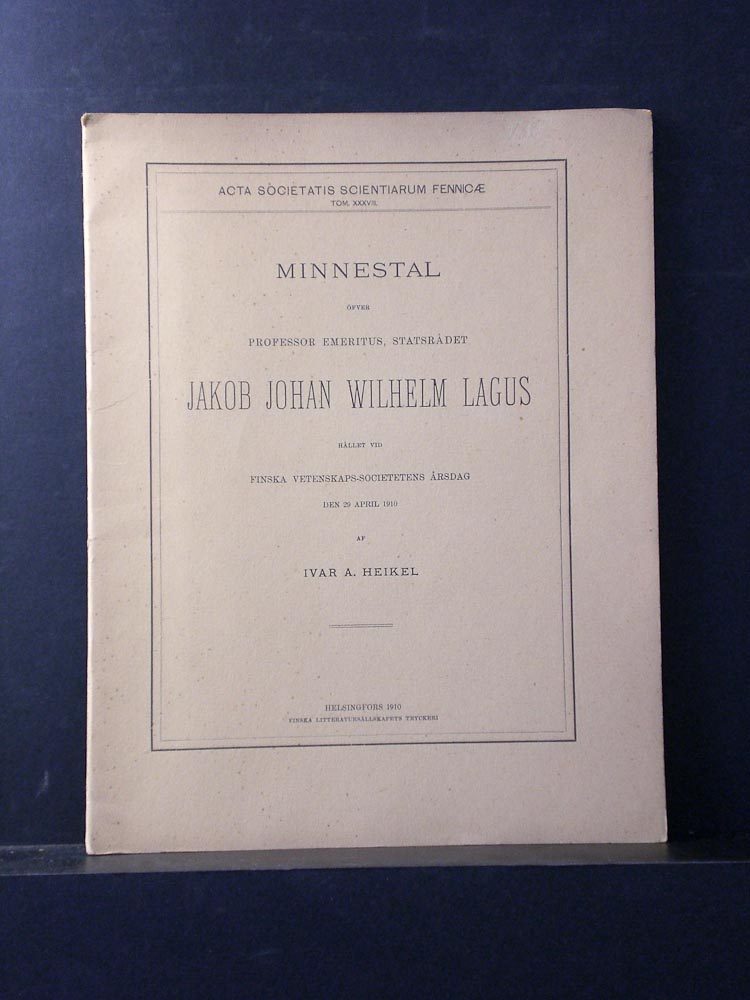 ACTA SOCIETATIS SCIENTIARUM FENNICÆ
TOM. XXXVII.
MINNESTAL
ÖFVER
PROFESSOR EMERITUS, STATSRÅDET
JAKOB JOHAN WILHELM LAGUS
HÅLLET VID
FINSKA VETENSKAPS-SOCIETETENS ÅRSDAG
DEN 29 APRIL 1910
AF
IVAR A. HEIKEL
HELSINGFORS 1910
FINSKA LITTERATURSÄLLSKAPETS TRYCKERI